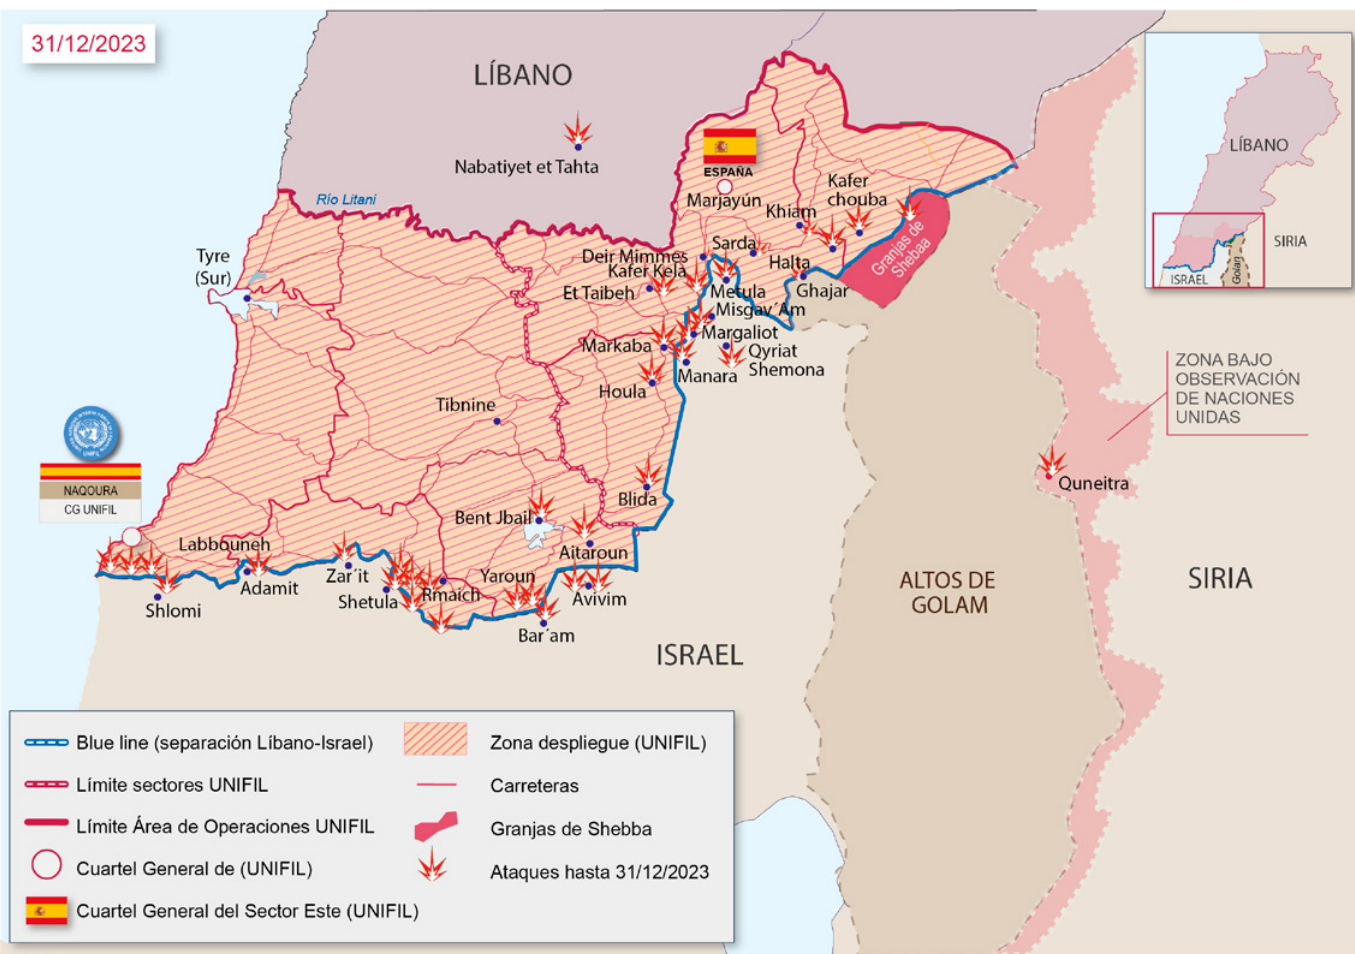 31/12/2023
LÍBANO
Nabatiyet et Tahta
Río Litani
ESPAÑA
Marjayún
Kafer
chouba
Khiam
Sarda
Deir Mimmes
Kafer Kela
Halta
Granjas de
Shebaa
Et Taibeh
Metula
Ghajar
Misgav´Am
Margaliot
Markaba
Qyriat
Shemona
Manara
Houla
Tyre
(Sur)
Tibnine
Blida
Bent Jbail
Aitaroun
UNIFIL
NAQOURA
CG UNIFIL
Labbouneh
Adamit
Shlomi
Zar´it
Shetula
Rmaich
Yaroun
Avivim
Bar´am
ISRAEL
ALTOS DE
GOLAM
Quneitra
SIRIA
ZONA BAJO
OBSERVACIÓN
DE NACIONES
UNIDAS
LÍBANO
SIRIA
ISRAEL
Golan
Blue line (separación Líbano-Israel)
Límite sectores UNIFIL
Límite Área de Operaciones UNIFIL
Cuartel General de (UNIFIL)
Cuartel General del Sector Este (UNIFIL)
Zona despliegue (UNIFIL)
Carreteras
Granjas de Shebba
Ataques hasta 31/12/2023